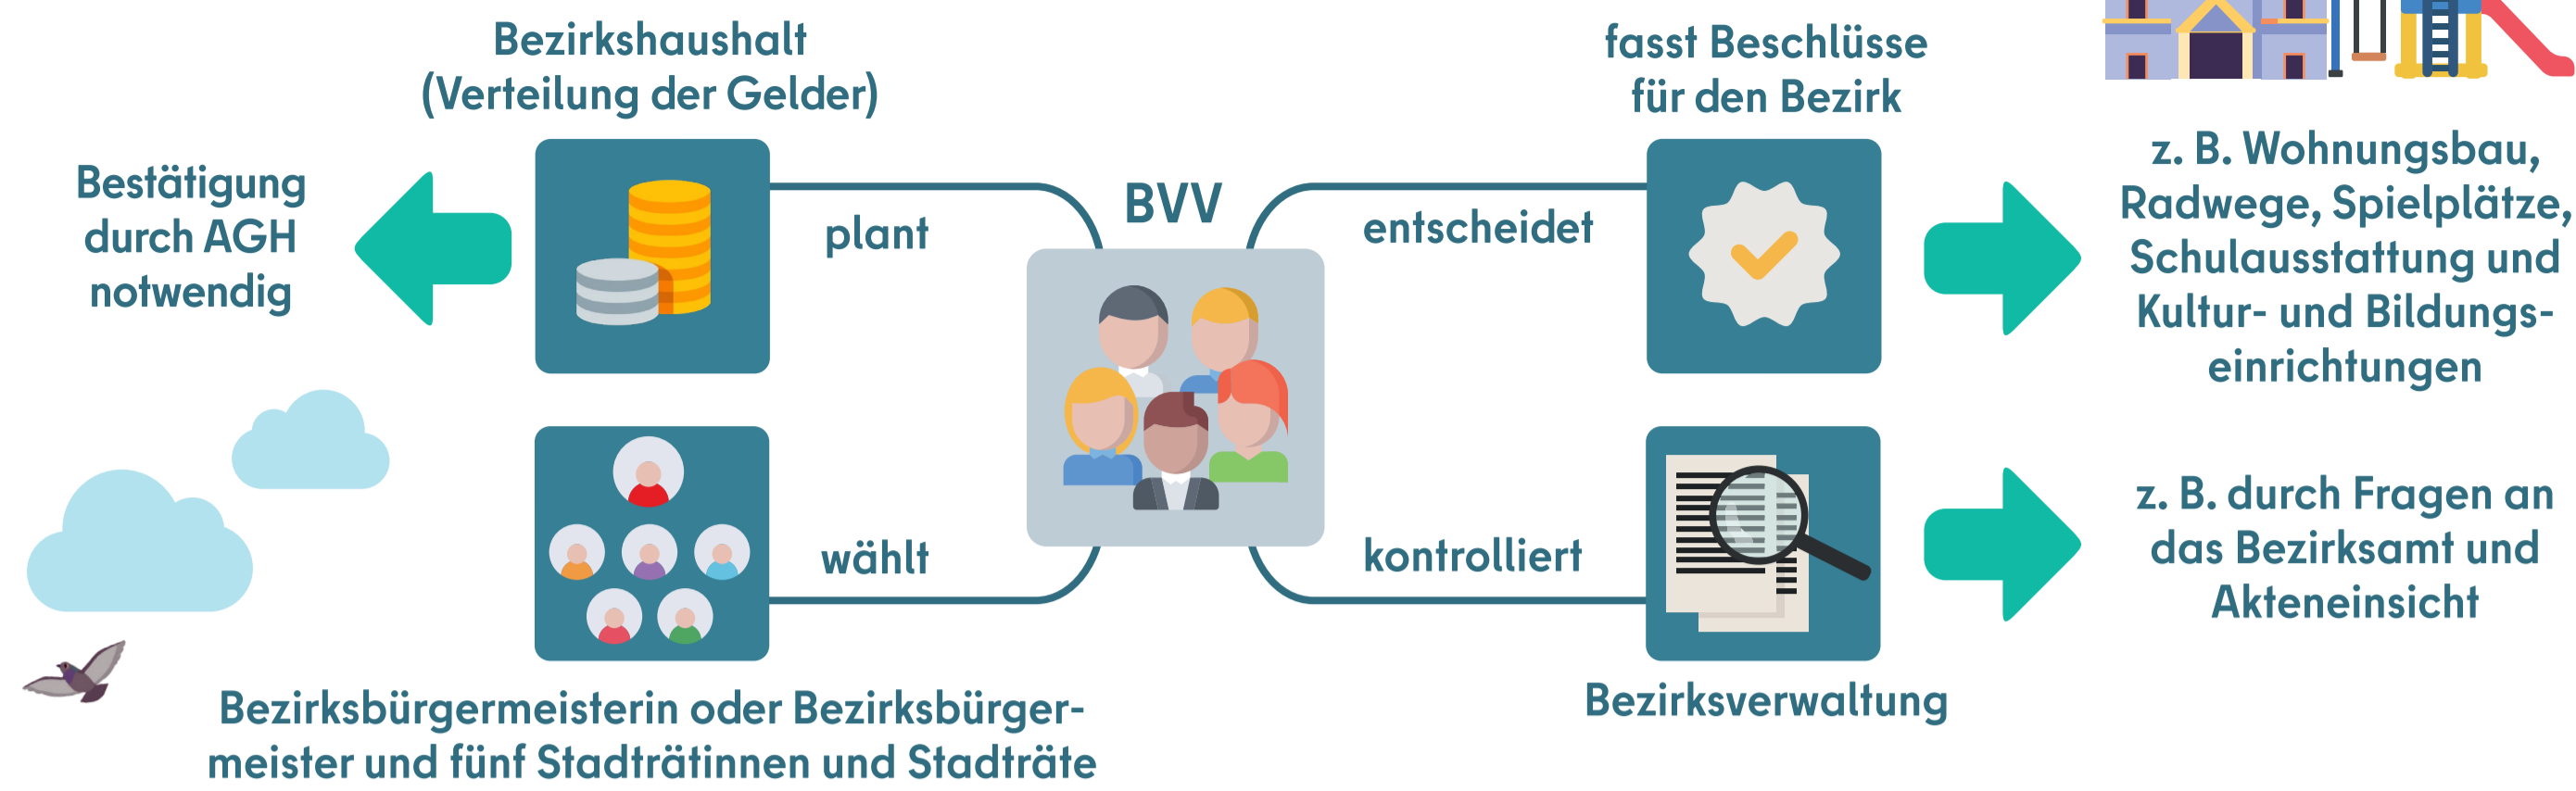 Bezirkshaushalt
(Verteilung der Gelder)
Bestätigung
durch AGH
notwendig
plant
BVV
entscheidet
fasst Beschlüsse
für den Bezirk
z. B. Wohnungsbau,
Radwege, Spielplätze,
Schulausstattung und
Kultur- und Bildungs-
einrichtungen
wählt
Bezirksbürgermeisterin oder Bezirksbürger-
meister und fünf Stadträtinnen und Stadträte
kontrolliert
Bezirksverwaltung
z. B. durch Fragen an
das Bezirksamt und
Akteneinsicht